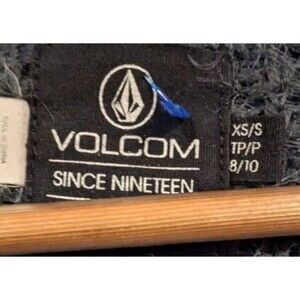 VOLCOM
SINCE NINETEEN
XS/S
TP/P
8/10